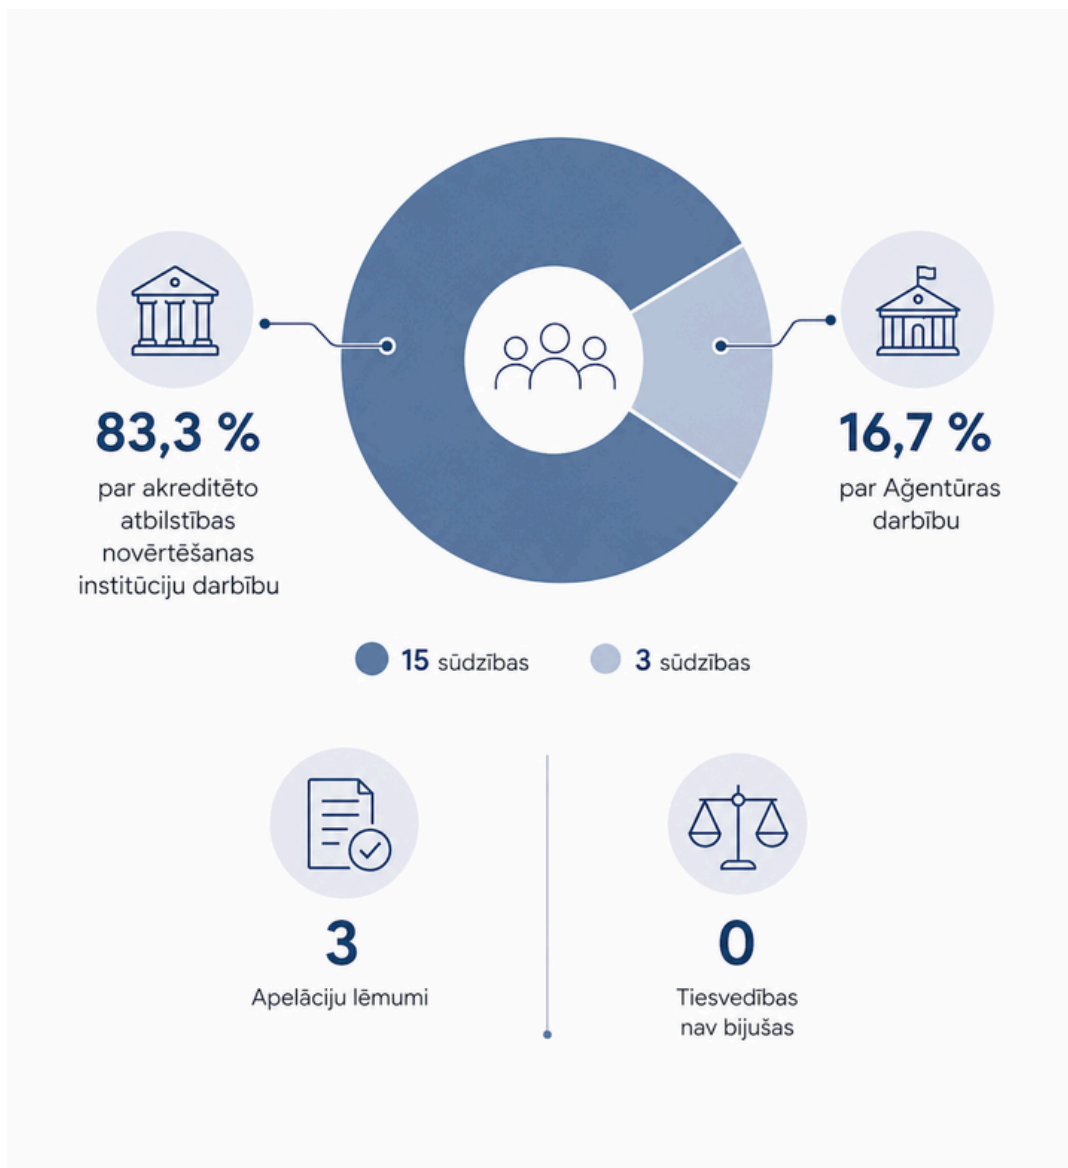 83,3 %
par akreditēto
atbilstības
novērtēšanas
institūciju darbību
16,7 %
par Aģentūras
darbību
15 sūdzības
3 sūdzības
3
Apelāciju lēmumi
0
Tiesvedības
nav bijušas